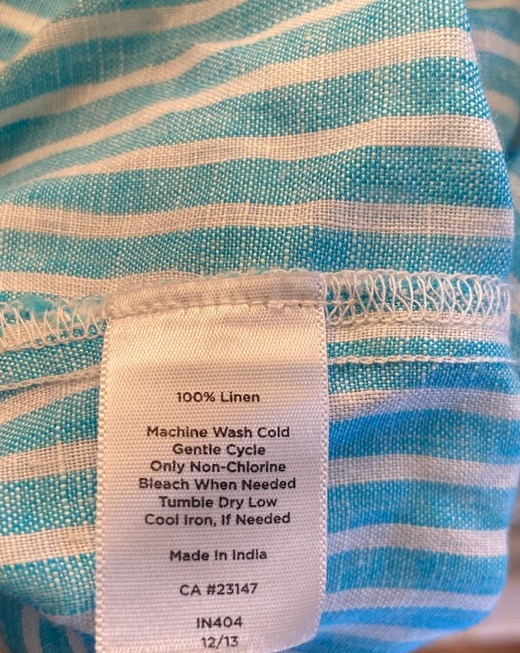 100% Linen
Machine Wash Cold
Gentle Cycle
Only Non-Chlorine
Bleach When Needed
Tumble Dry Low
Cool Iron, If Needed
Made In India
CA #23147
IN404
12/13